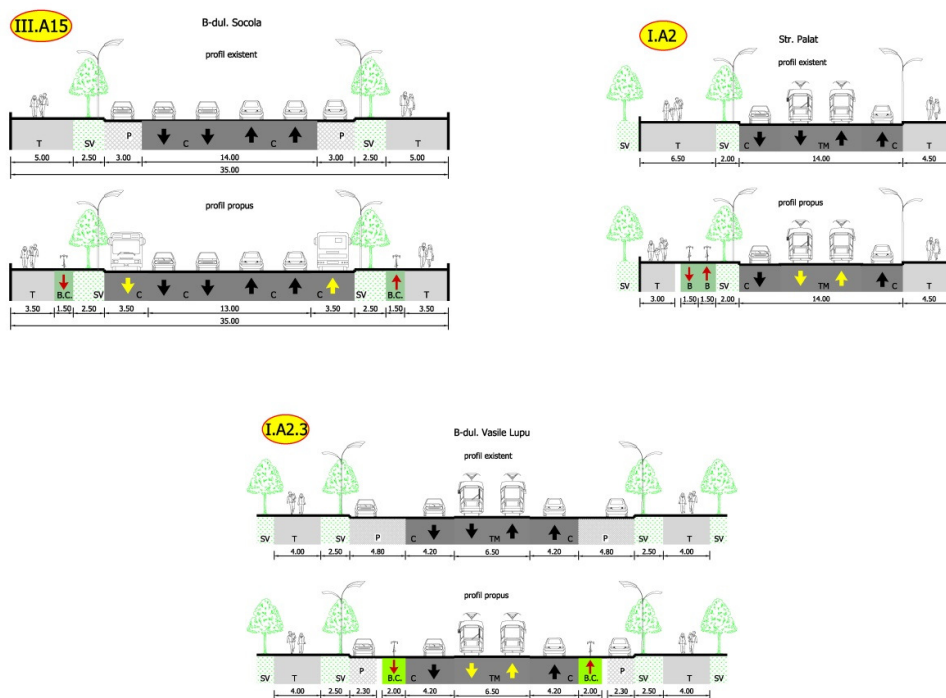 III.A15
B-dul. Socola
profil existent
T SV P C C P SV T
5.00 2.50 3.00 14.00 3.00 2.50 5.00
35.00
profil propus
T B.C. SV C C C C SV B.C. T
3.50 1.50 2.50 3.50 13.00 3.50 2.50 1.50 3.50
35.00
I.A2
Str. Palat
profil existent
SV T SV C TM C T
6.50 2.00 14.00 4.50
profil propus
SV T B B SV C TM C T
3.00 1.50 1.50 2.00 14.00 4.50
I.A2.3
B-dul. Vasile Lupu
profil existent
SV T SV P C TM C P SV T SV
4.00 2.50 4.80 4.20 6.50 4.20 4.80 2.50 4.00
profil propus
SV T SV P B.C. C TM C B.C. P SV T SV
4.00 2.50 2.30 2.00 4.20 6.50 4.20 2.00 2.30 2.50 4.00